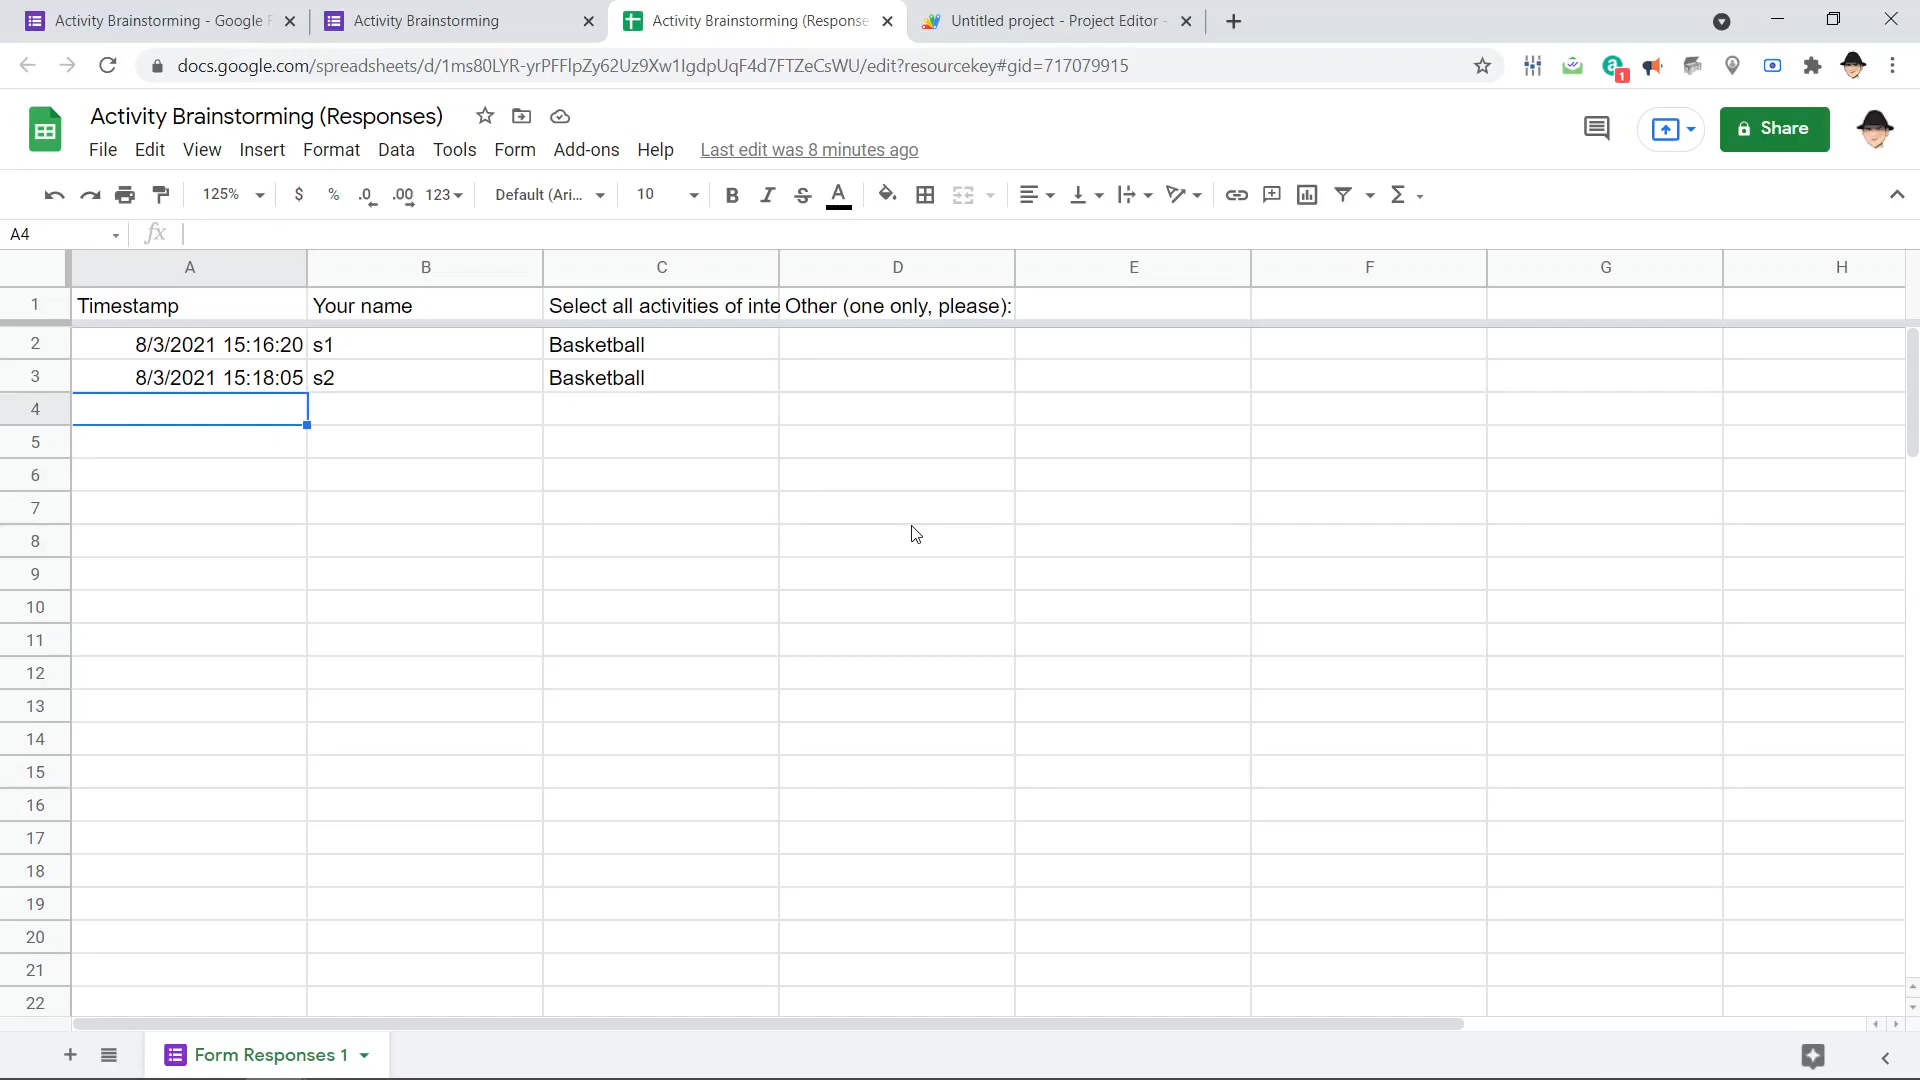 Activity Brainstorming - Google F
Activity Brainstorming
Activity Brainstorming (Response
Untitled project - Project Editor -
docs.google.com/spreadsheets/d/1ms80LYR-yrPFFlpZy62Uz9Xw1IgdpUqF4d7FTZeCsWU/edit?resourcekey#gid=717079915
1
Activity Brainstorming (Responses)
File Edit View Insert Format Data Tools Form Add-ons Help Last edit was 8 minutes ago
Share
125% $ % .0 .00 123 Default (Ari... 10 B I S A Σ
A4 fx
A B C D E F G H
1 Timestamp Your name Select all activities of inte Other (one only, please):
2 8/3/2021 15:16:20 s1 Basketball
3 8/3/2021 15:18:05 s2 Basketball
4
5
6
7
8
9
10
11
12
13
14
15
16
17
18
19
20
21
22
Form Responses 1